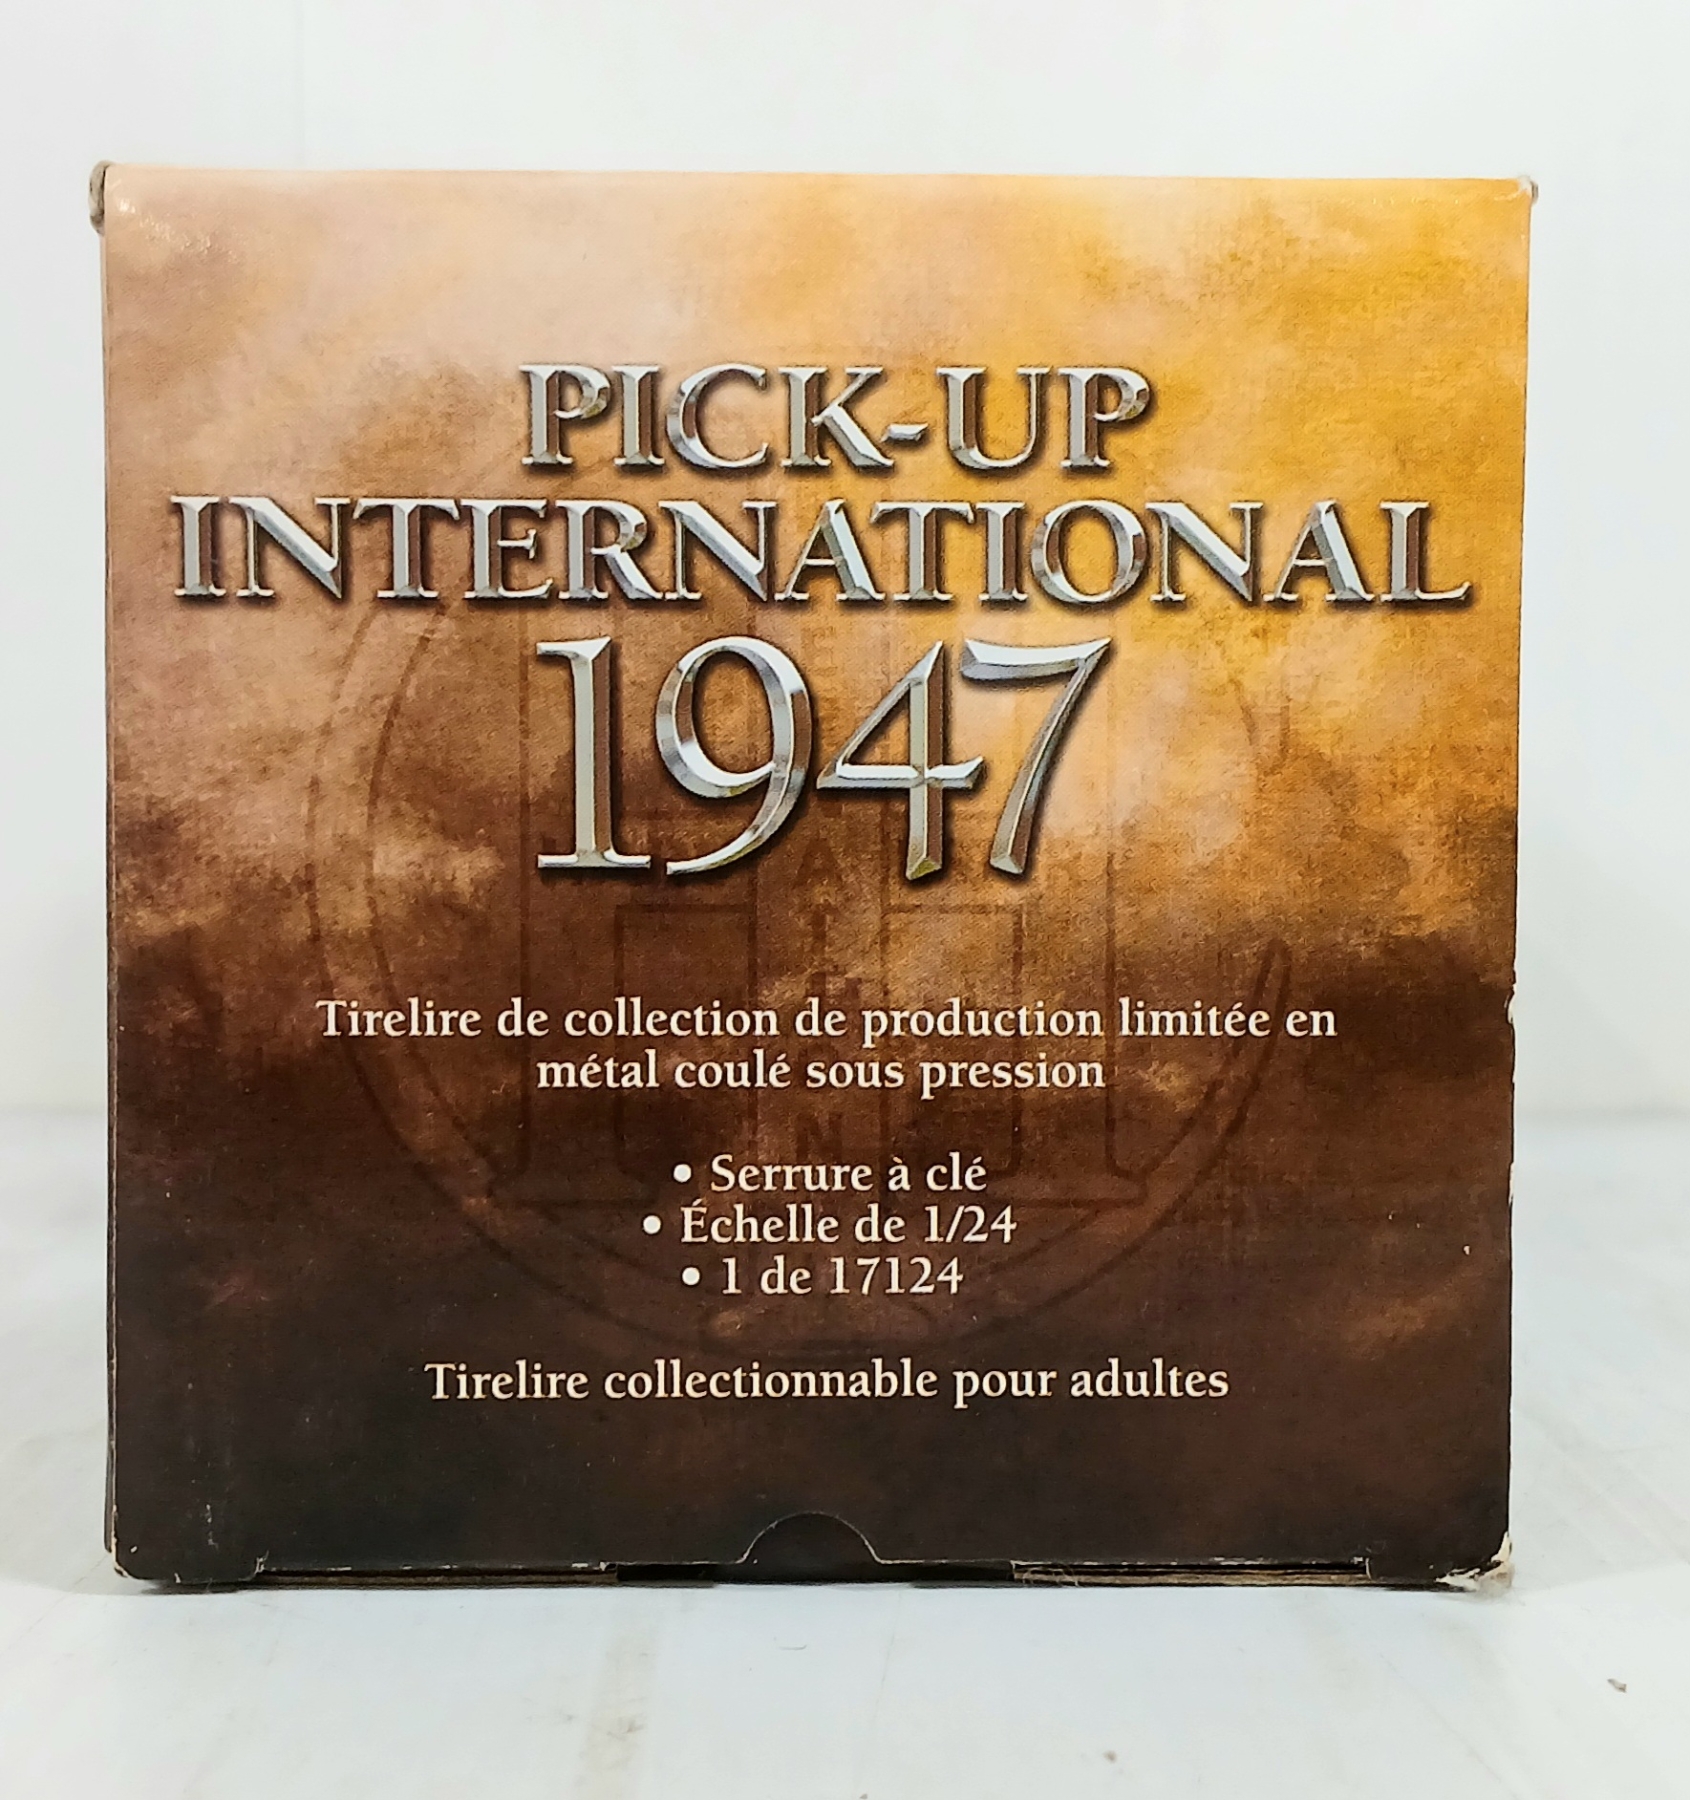 PICK-UP
INTERNATIONAL
1947
Tirelire de collection de production limitée en
métal coulé sous pression
• Serrure à clé
• Échelle de 1/24
• 1 de 17124
Tirelire collectionnable pour adultes